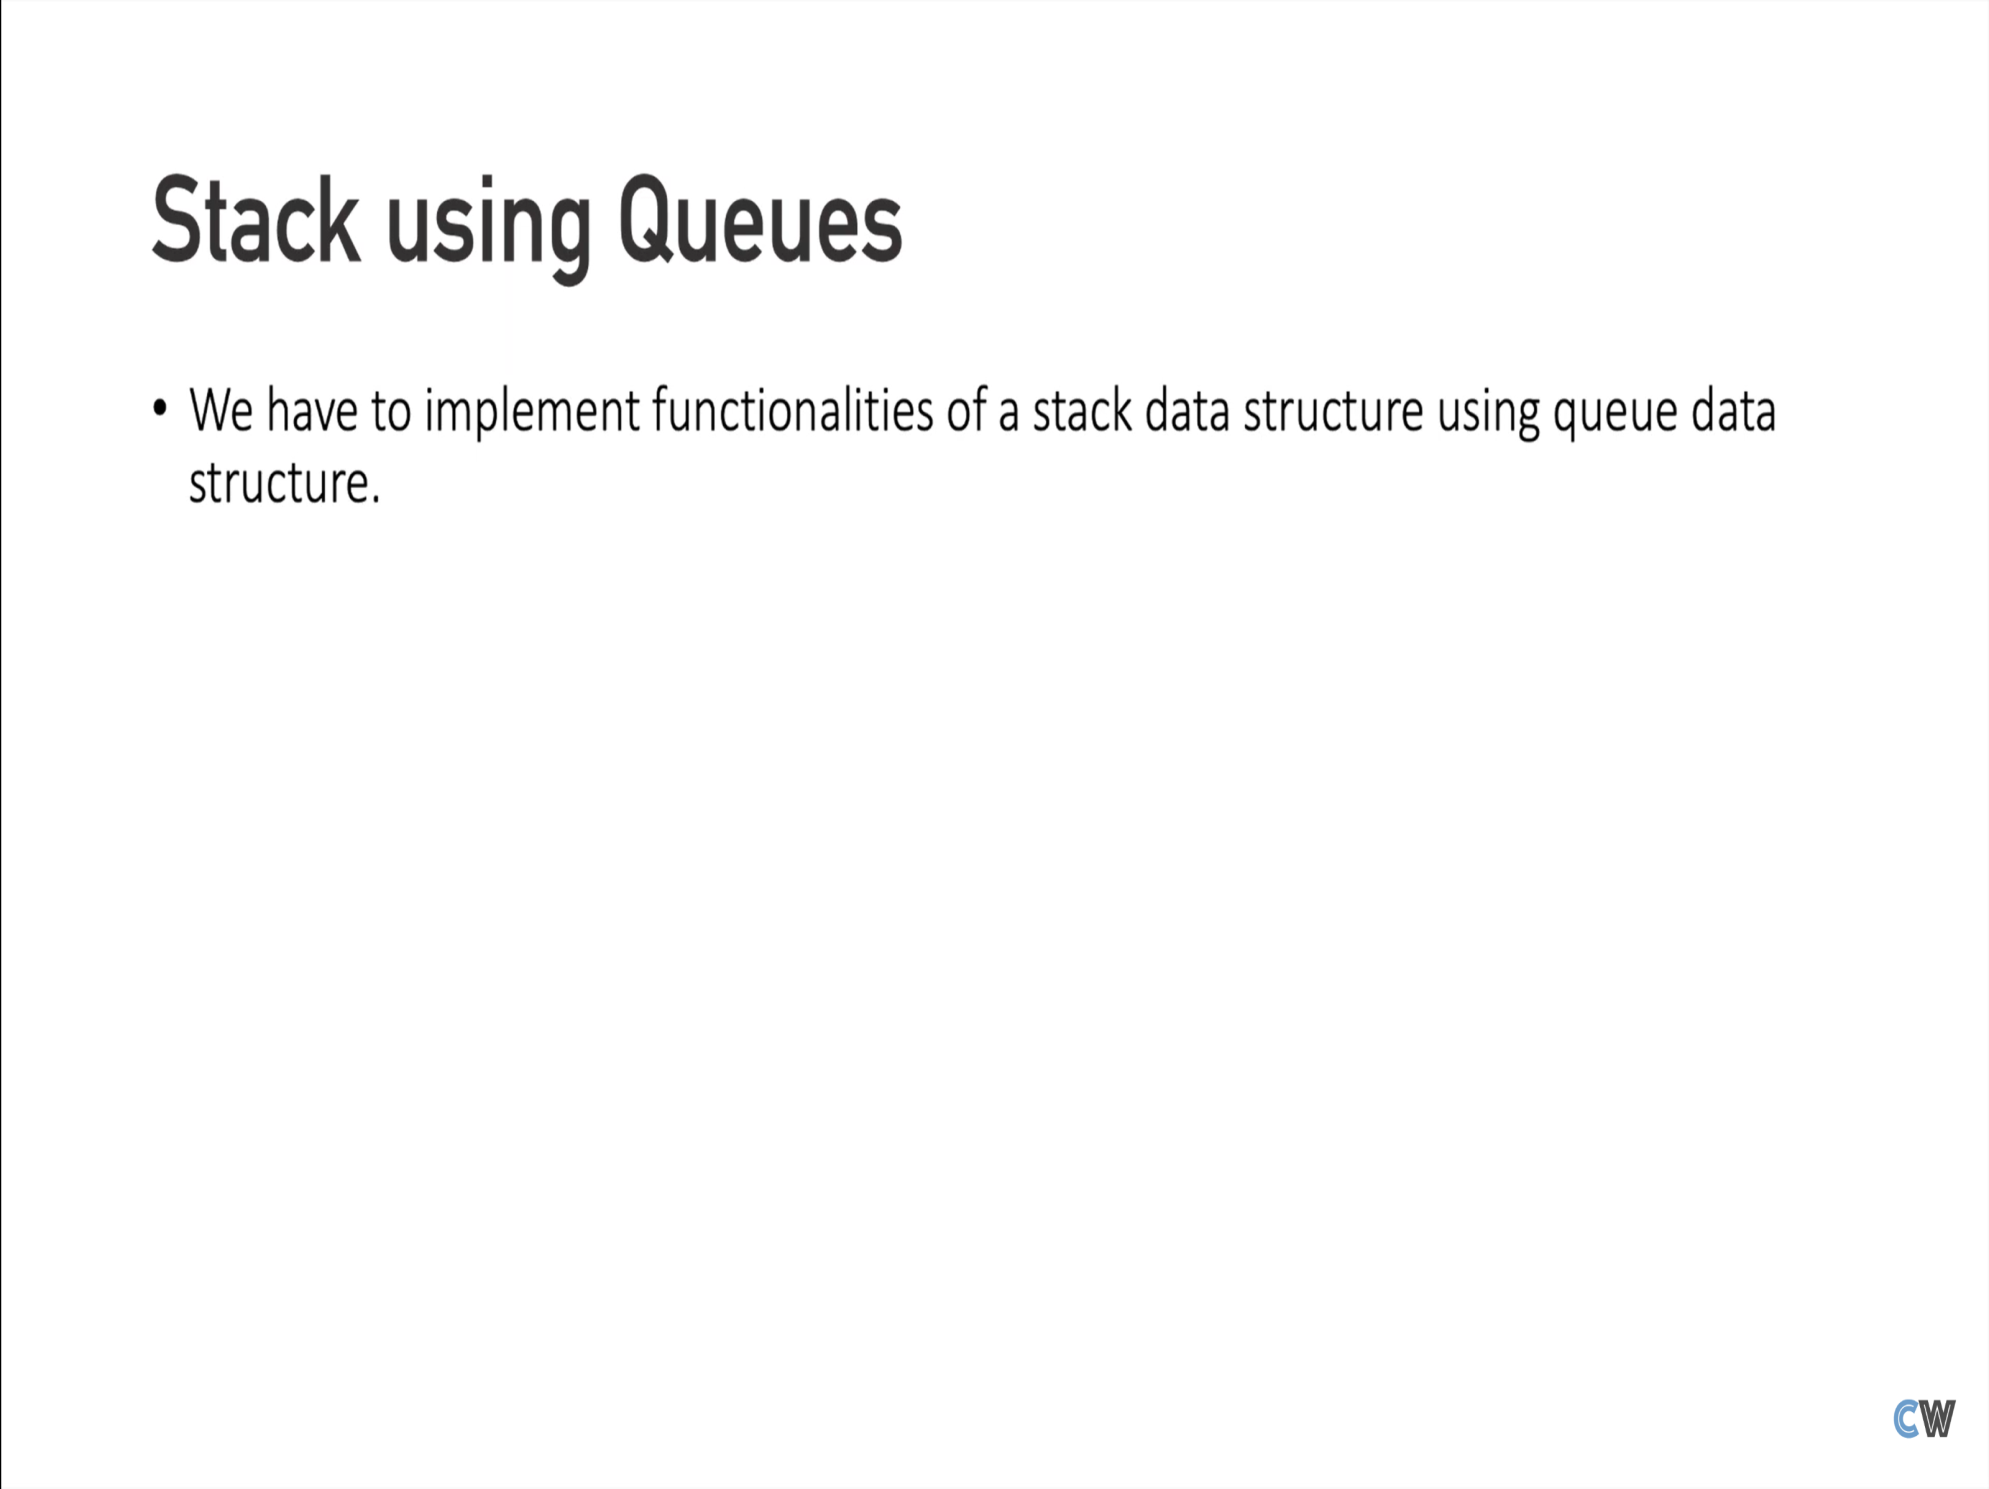 Stack using Queues
• We have to implement functionalities of a stack data structure using queue data
structure.
CW